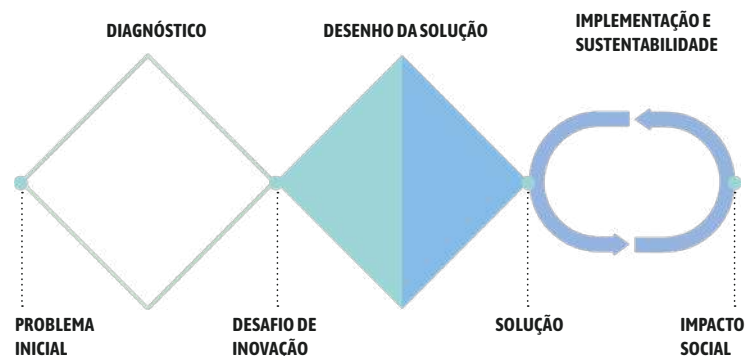 DIAGNÓSTICO
DESENHO DA SOLUÇÃO
IMPLEMENTAÇÃO E
SUSTENTABILIDADE
PROBLEMA
INICIAL
DESAFIO DE
INOVAÇÃO
SOLUÇÃO
IMPACTO
SOCIAL